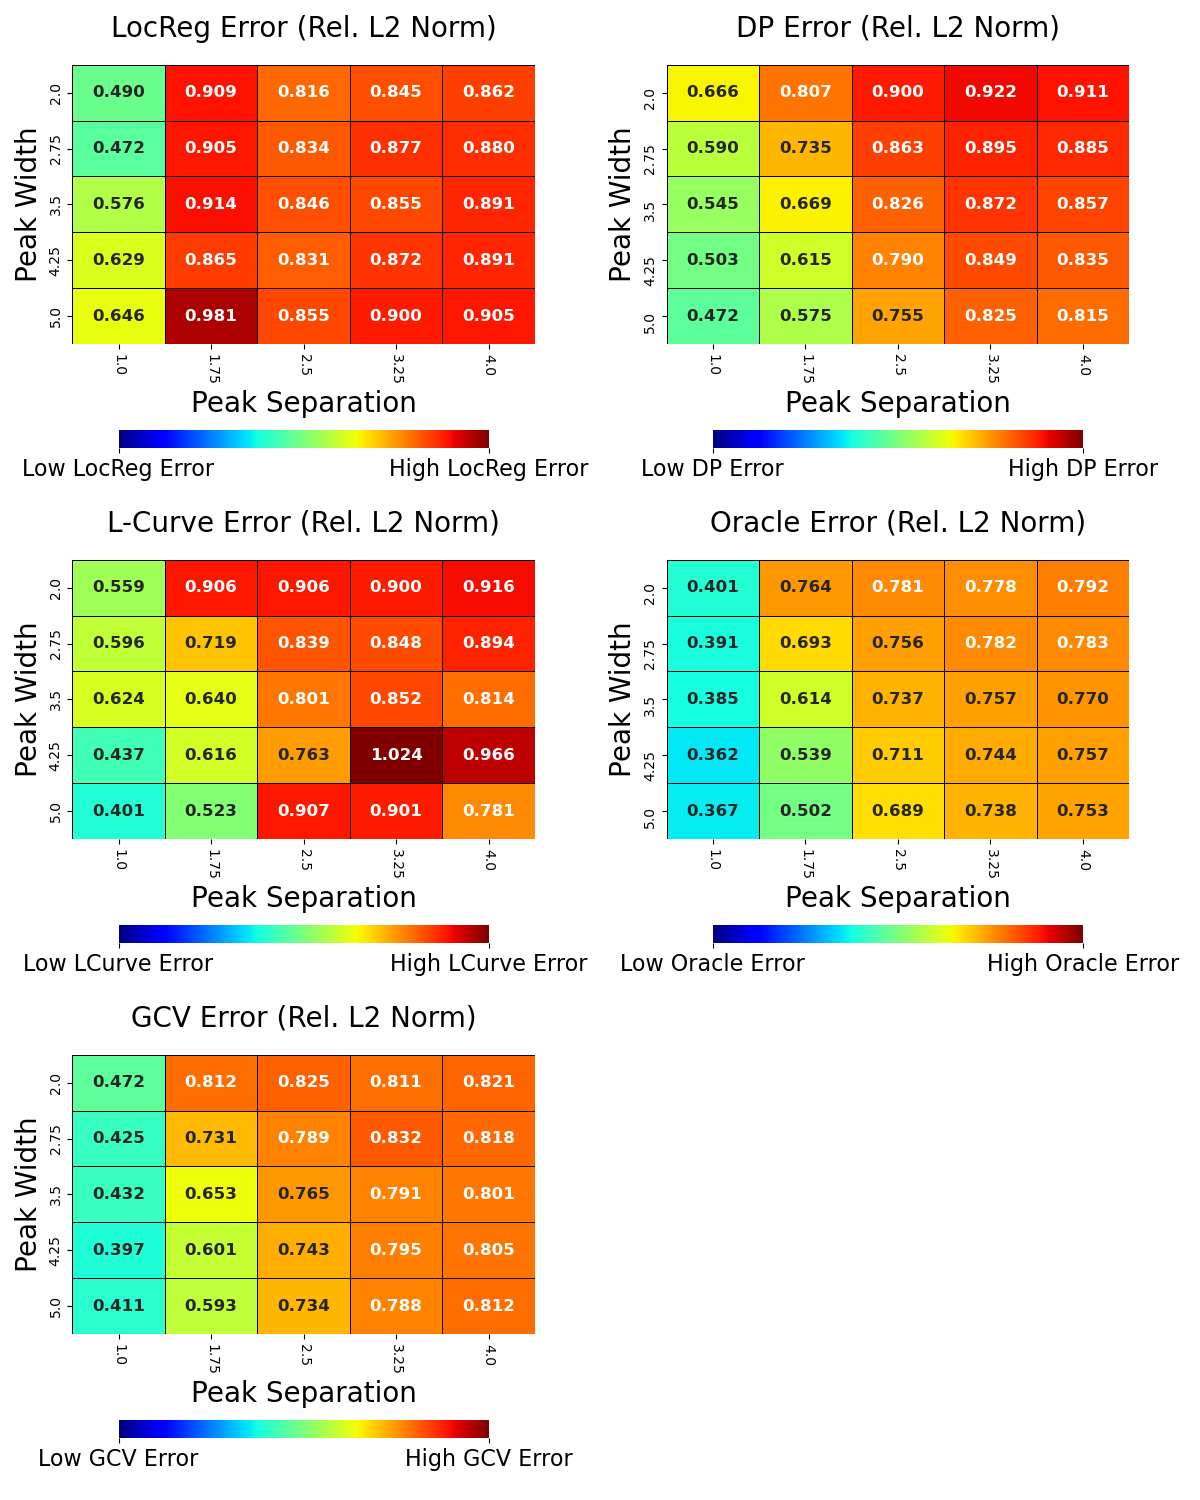 LocReg Error (Rel. L2 Norm)
2.0 0.490 0.909 0.816 0.845 0.862
2.75 0.472 0.905 0.834 0.877 0.880
3.5 0.576 0.914 0.846 0.855 0.891
4.25 0.629 0.865 0.831 0.872 0.891
5.0 0.646 0.981 0.855 0.900 0.905
Peak Width
1.0 1.75 2.5 3.25 4.0
Peak Separation
Low LocReg Error High LocReg Error
DP Error (Rel. L2 Norm)
2.0 0.666 0.807 0.900 0.922 0.911
2.75 0.590 0.735 0.863 0.895 0.885
3.5 0.545 0.669 0.826 0.872 0.857
4.25 0.503 0.615 0.790 0.849 0.835
5.0 0.472 0.575 0.755 0.825 0.815
Peak Width
1.0 1.75 2.5 3.25 4.0
Peak Separation
Low DP Error High DP Error
L-Curve Error (Rel. L2 Norm)
2.0 0.559 0.906 0.906 0.900 0.916
2.75 0.596 0.719 0.839 0.848 0.894
3.5 0.624 0.640 0.801 0.852 0.814
4.25 0.437 0.616 0.763 1.024 0.966
5.0 0.401 0.523 0.907 0.901 0.781
Peak Width
1.0 1.75 2.5 3.25 4.0
Peak Separation
Low LCurve Error High LCurve Error
Oracle Error (Rel. L2 Norm)
2.0 0.401 0.764 0.781 0.778 0.792
2.75 0.391 0.693 0.756 0.782 0.783
3.5 0.385 0.614 0.737 0.757 0.770
4.25 0.362 0.539 0.711 0.744 0.757
5.0 0.367 0.502 0.689 0.738 0.753
Peak Width
1.0 1.75 2.5 3.25 4.0
Peak Separation
Low Oracle Error High Oracle Error
GCV Error (Rel. L2 Norm)
2.0 0.472 0.812 0.825 0.811 0.821
2.75 0.425 0.731 0.789 0.832 0.818
3.5 0.432 0.653 0.765 0.791 0.801
4.25 0.397 0.601 0.743 0.795 0.805
5.0 0.411 0.593 0.734 0.788 0.812
Peak Width
1.0 1.75 2.5 3.25 4.0
Peak Separation
Low GCV Error High GCV Error